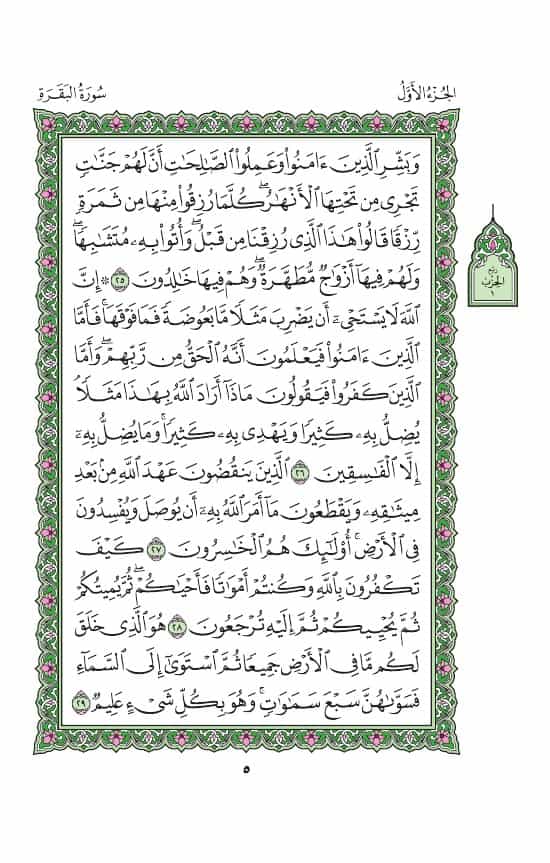 الجُزْءُ الأَوَّلُ
سُورَةُ البَقَرَةِ
وَبَشِّرِ ٱلَّذِينَ ءَامَنُوا۟ وَعَمِلُوا۟ ٱلصَّٰلِحَٰتِ أَنَّ لَهُمْ جَنَّٰتٍ
تَجْرِى مِن تَحْتِهَا ٱلْأَنْهَٰرُ ۖ كُلَّمَا رُزِقُوا۟ مِنْهَا مِن ثَمَرَةٍ
رِّزْقًا قَالُوا۟ هَٰذَا ٱلَّذِى رُزِقْنَا مِن قَبْلُ ۖ وَأُتُوا۟ بِهِۦ مُتَشَٰبِهًا ۖ
وَلَهُمْ فِيهَآ أَزْوَٰجٌ مُّطَهَّرَةٌ ۖ وَهُمْ فِيهَا خَٰلِدُونَ ٢٥ ۞ إِنَّ
ٱللَّهَ لَا يَسْتَحْىِۦٓ أَن يَضْرِبَ مَثَلًا مَّا بَعُوضَةً فَمَا فَوْقَهَا ۚ فَأَمَّا
ٱلَّذِينَ ءَامَنُوا۟ فَيَعْلَمُونَ أَنَّهُ ٱلْحَقُّ مِن رَّبِّهِمْ ۖ وَأَمَّا
ٱلَّذِينَ كَفَرُوا۟ فَيَقُولُونَ مَاذَآ أَرَادَ ٱللَّهُ بِهَٰذَا مَثَلًا ۘ
يُضِلُّ بِهِۦ كَثِيرًا وَيَهْدِى بِهِۦ كَثِيرًا ۚ وَمَا يُضِلُّ بِهِۦٓ
إِلَّا ٱلْفَٰسِقِينَ ٢٦ ٱلَّذِينَ يَنقُضُونَ عَهْدَ ٱللَّهِ مِنۢ بَعْدِ
مِيثَٰقِهِۦ وَيَقْطَعُونَ مَآ أَمَرَ ٱللَّهُ بِهِۦٓ أَن يُوصَلَ وَيُفْسِدُونَ
فِى ٱلْأَرْضِ ۚ أُو۟لَٰٓئِكَ هُمُ ٱلْخَٰسِرُونَ ٢٧ كَيْفَ
تَكْفُرُونَ بِٱللَّهِ وَكُنتُمْ أَمْوَٰتًا فَأَحْيَٰكُمْ ۖ ثُمَّ يُمِيتُكُمْ
ثُمَّ يُحْيِيكُمْ ثُمَّ إِلَيْهِ تُرْجَعُونَ ٢٨ هُوَ ٱلَّذِى خَلَقَ
لَكُم مَّا فِى ٱلْأَرْضِ جَمِيعًا ثُمَّ ٱسْتَوَىٰٓ إِلَى ٱلسَّمَآءِ
فَسَوَّىٰهُنَّ سَبْعَ سَمَٰوَٰتٍ ۚ وَهُوَ بِكُلِّ شَىْءٍ عَلِيمٌ ٢٩
ربع
الحزب
١
٥